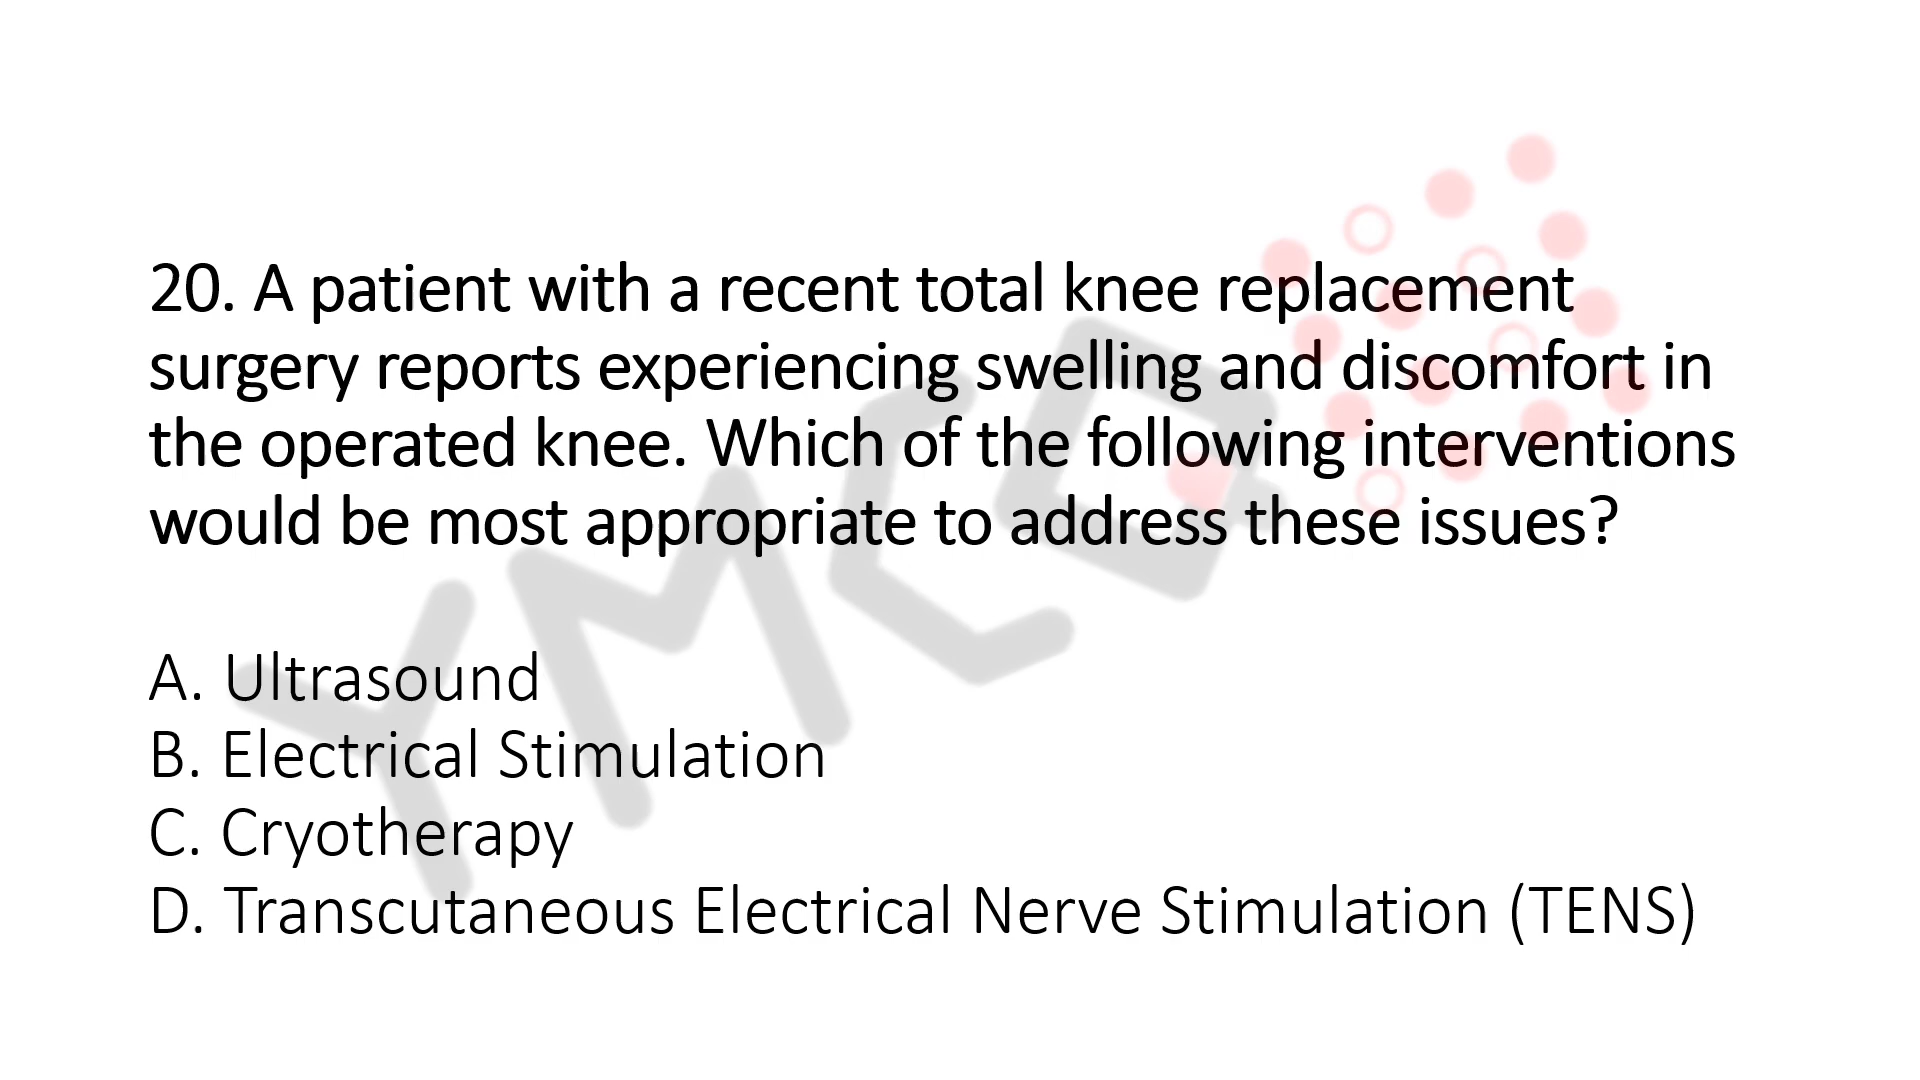 20. A patient with a recent total knee replacement
surgery reports experiencing swelling and discomfort in
the operated knee. Which of the following interventions
would be most appropriate to address these issues?
A. Ultrasound
B. Electrical Stimulation
C. Cryotherapy
D. Transcutaneous Electrical Nerve Stimulation (TENS)
YMCQ